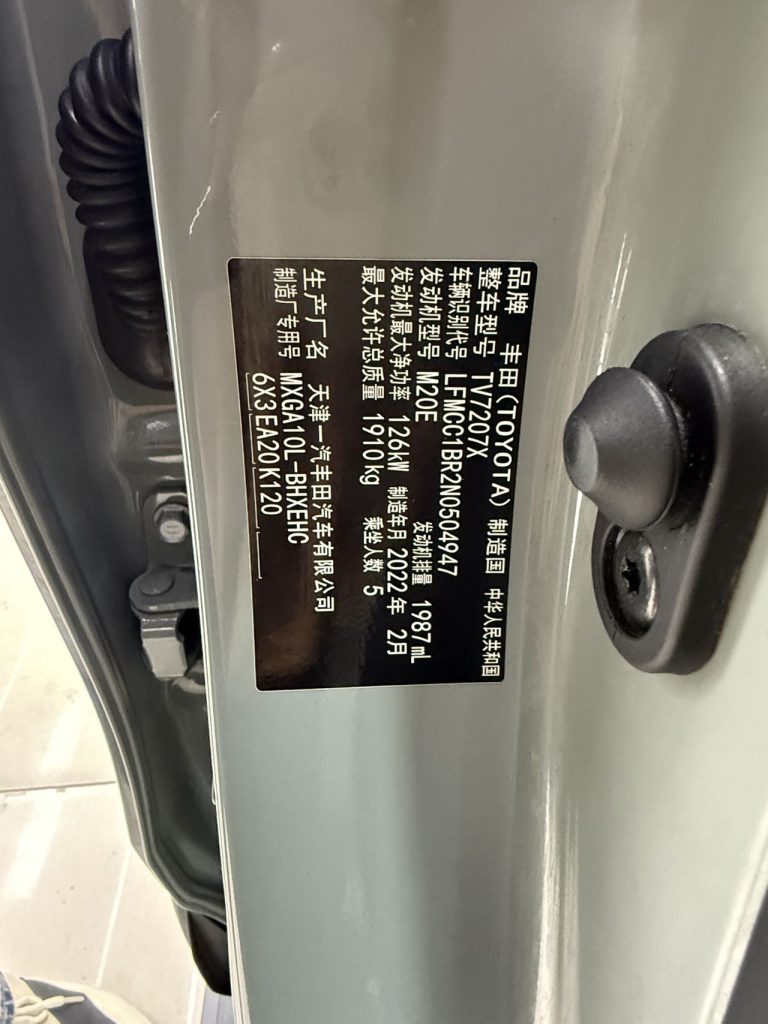 品牌 丰田(TOYOTA) 制造国 中华人民共和国
整车型号 TV7207X
车辆识别代号 LFMCC1BR2N0504947
发动机型号 M20E 发动机排量 1987mL
发动机最大净功率 126kW 制造年月 2022年 2月
最大允许总质量 1910kg 乘坐人数 5
生产厂名 天津一汽丰田汽车有限公司
制造厂专用号 MXGA10L-BHXEHC
6X3EA20K120